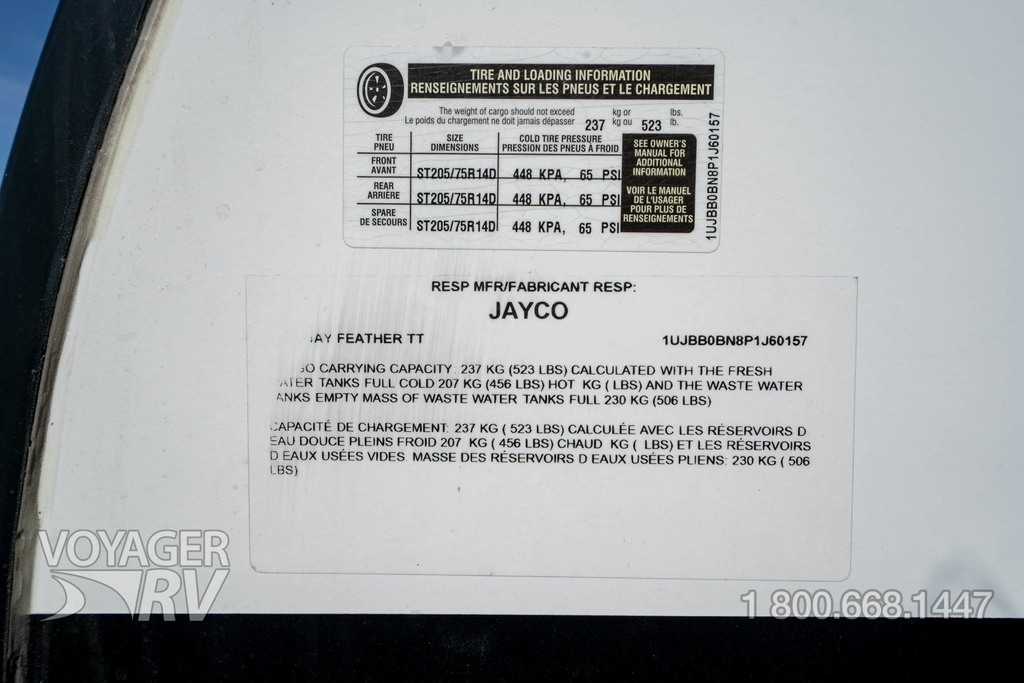 TIRE AND LOADING INFORMATION
RENSEIGNEMENTS SUR LES PNEUS ET LE CHARGEMENT
The weight of cargo should not exceed kg or lbs.
Le poids du chargement ne doit jamais dépasser 237 kg ou 523 lb.
TIRE PNEU SIZE DIMENSIONS COLD TIRE PRESSURE PRESSION DES PNEUS À FROID
FRONT AVANT ST205/75R14D 448 KPA, 65 PSI
REAR ARRIÈRE ST205/75R14D 448 KPA, 65 PSI
SPARE DE SECOURS ST205/75R14D 448 KPA, 65 PSI
SEE OWNER'S
MANUAL FOR
ADDITIONAL
INFORMATION
VOIR LE MANUEL
DE L'USAGER
POUR PLUS DE
RENSEIGNEMENTS
1UJBB0BN8P1J60157
RESP MFR/FABRICANT RESP:
JAYCO
JAY FEATHER TT 1UJBB0BN8P1J60157
CARRYING CAPACITY: 237 KG (523 LBS) CALCULATED WITH THE FRESH
WATER TANKS FULL COLD 207 KG (456 LBS) HOT KG ( LBS) AND THE WASTE WATER
TANKS EMPTY MASS OF WASTE WATER TANKS FULL 230 KG (506 LBS)
CAPACITÉ DE CHARGEMENT: 237 KG ( 523 LBS) CALCULÉE AVEC LES RÉSERVOIRS D
EAU DOUCE PLEINS FROID 207 KG ( 456 LBS) CHAUD KG ( LBS) ET LES RÉSERVOIRS
D EAUX USÉES VIDES MASSE DES RÉSERVOIRS D EAUX USÉES PLIENS: 230 KG ( 506
LBS)
VOYAGER
RV
1 800.668.1447